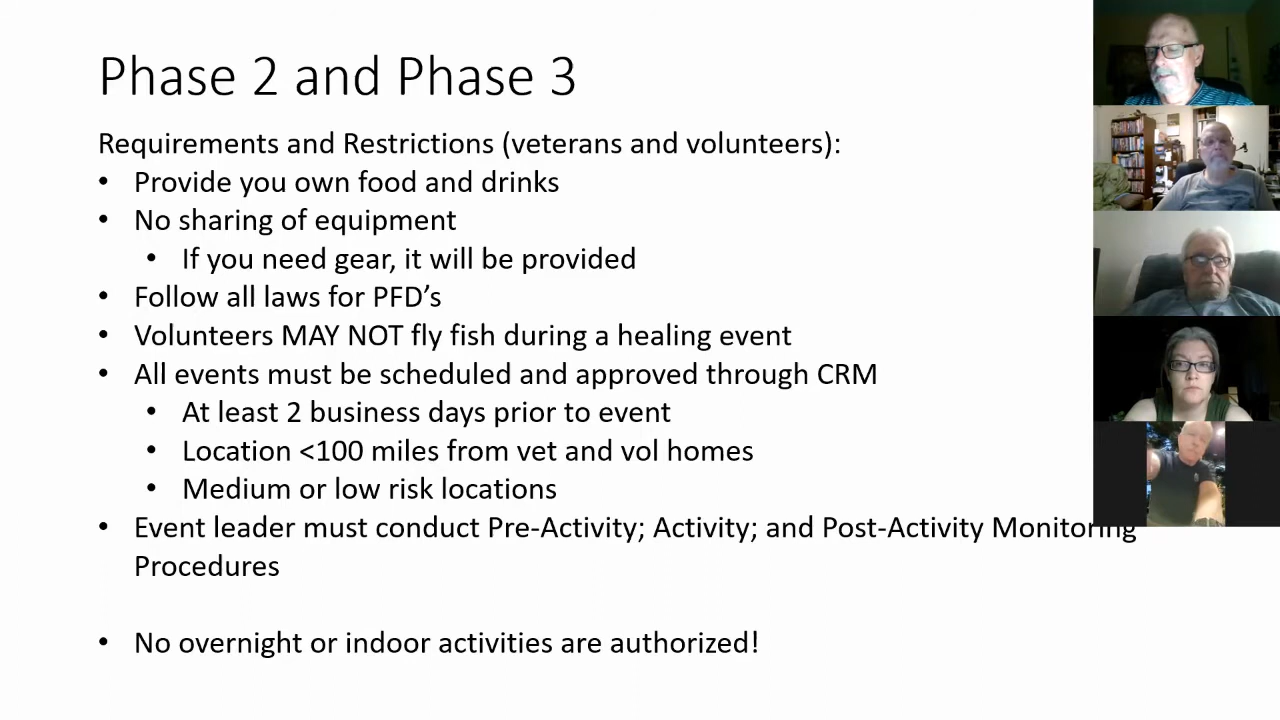 Phase 2 and Phase 3
Requirements and Restrictions (veterans and volunteers):
• Provide you own food and drinks
• No sharing of equipment
• If you need gear, it will be provided
• Follow all laws for PFD’s
• Volunteers MAY NOT fly fish during a healing event
• All events must be scheduled and approved through CRM
• At least 2 business days prior to event
• Location <100 miles from vet and vol homes
• Medium or low risk locations
• Event leader must conduct Pre-Activity; Activity; and Post-Activity Monitoring
Procedures
• No overnight or indoor activities are authorized!